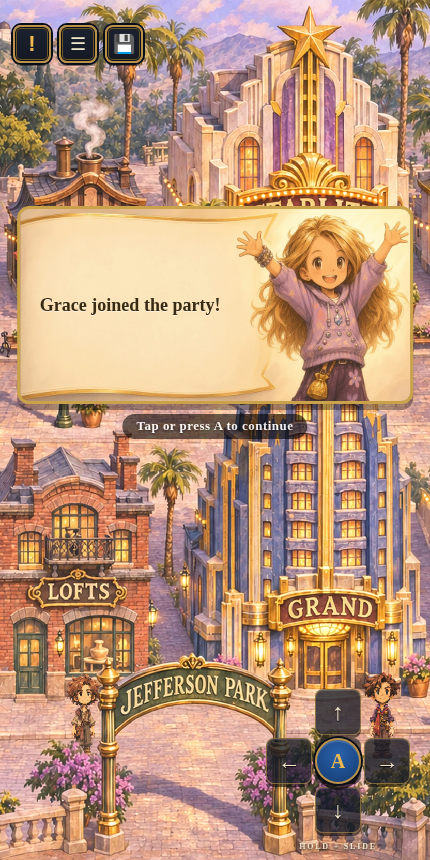 !
☰
Grace joined the party!
Tap or press A to continue
LOFTS
GRAND
JEFFERSON PARK
↑
← A →
↓
HOLD - SLIDE